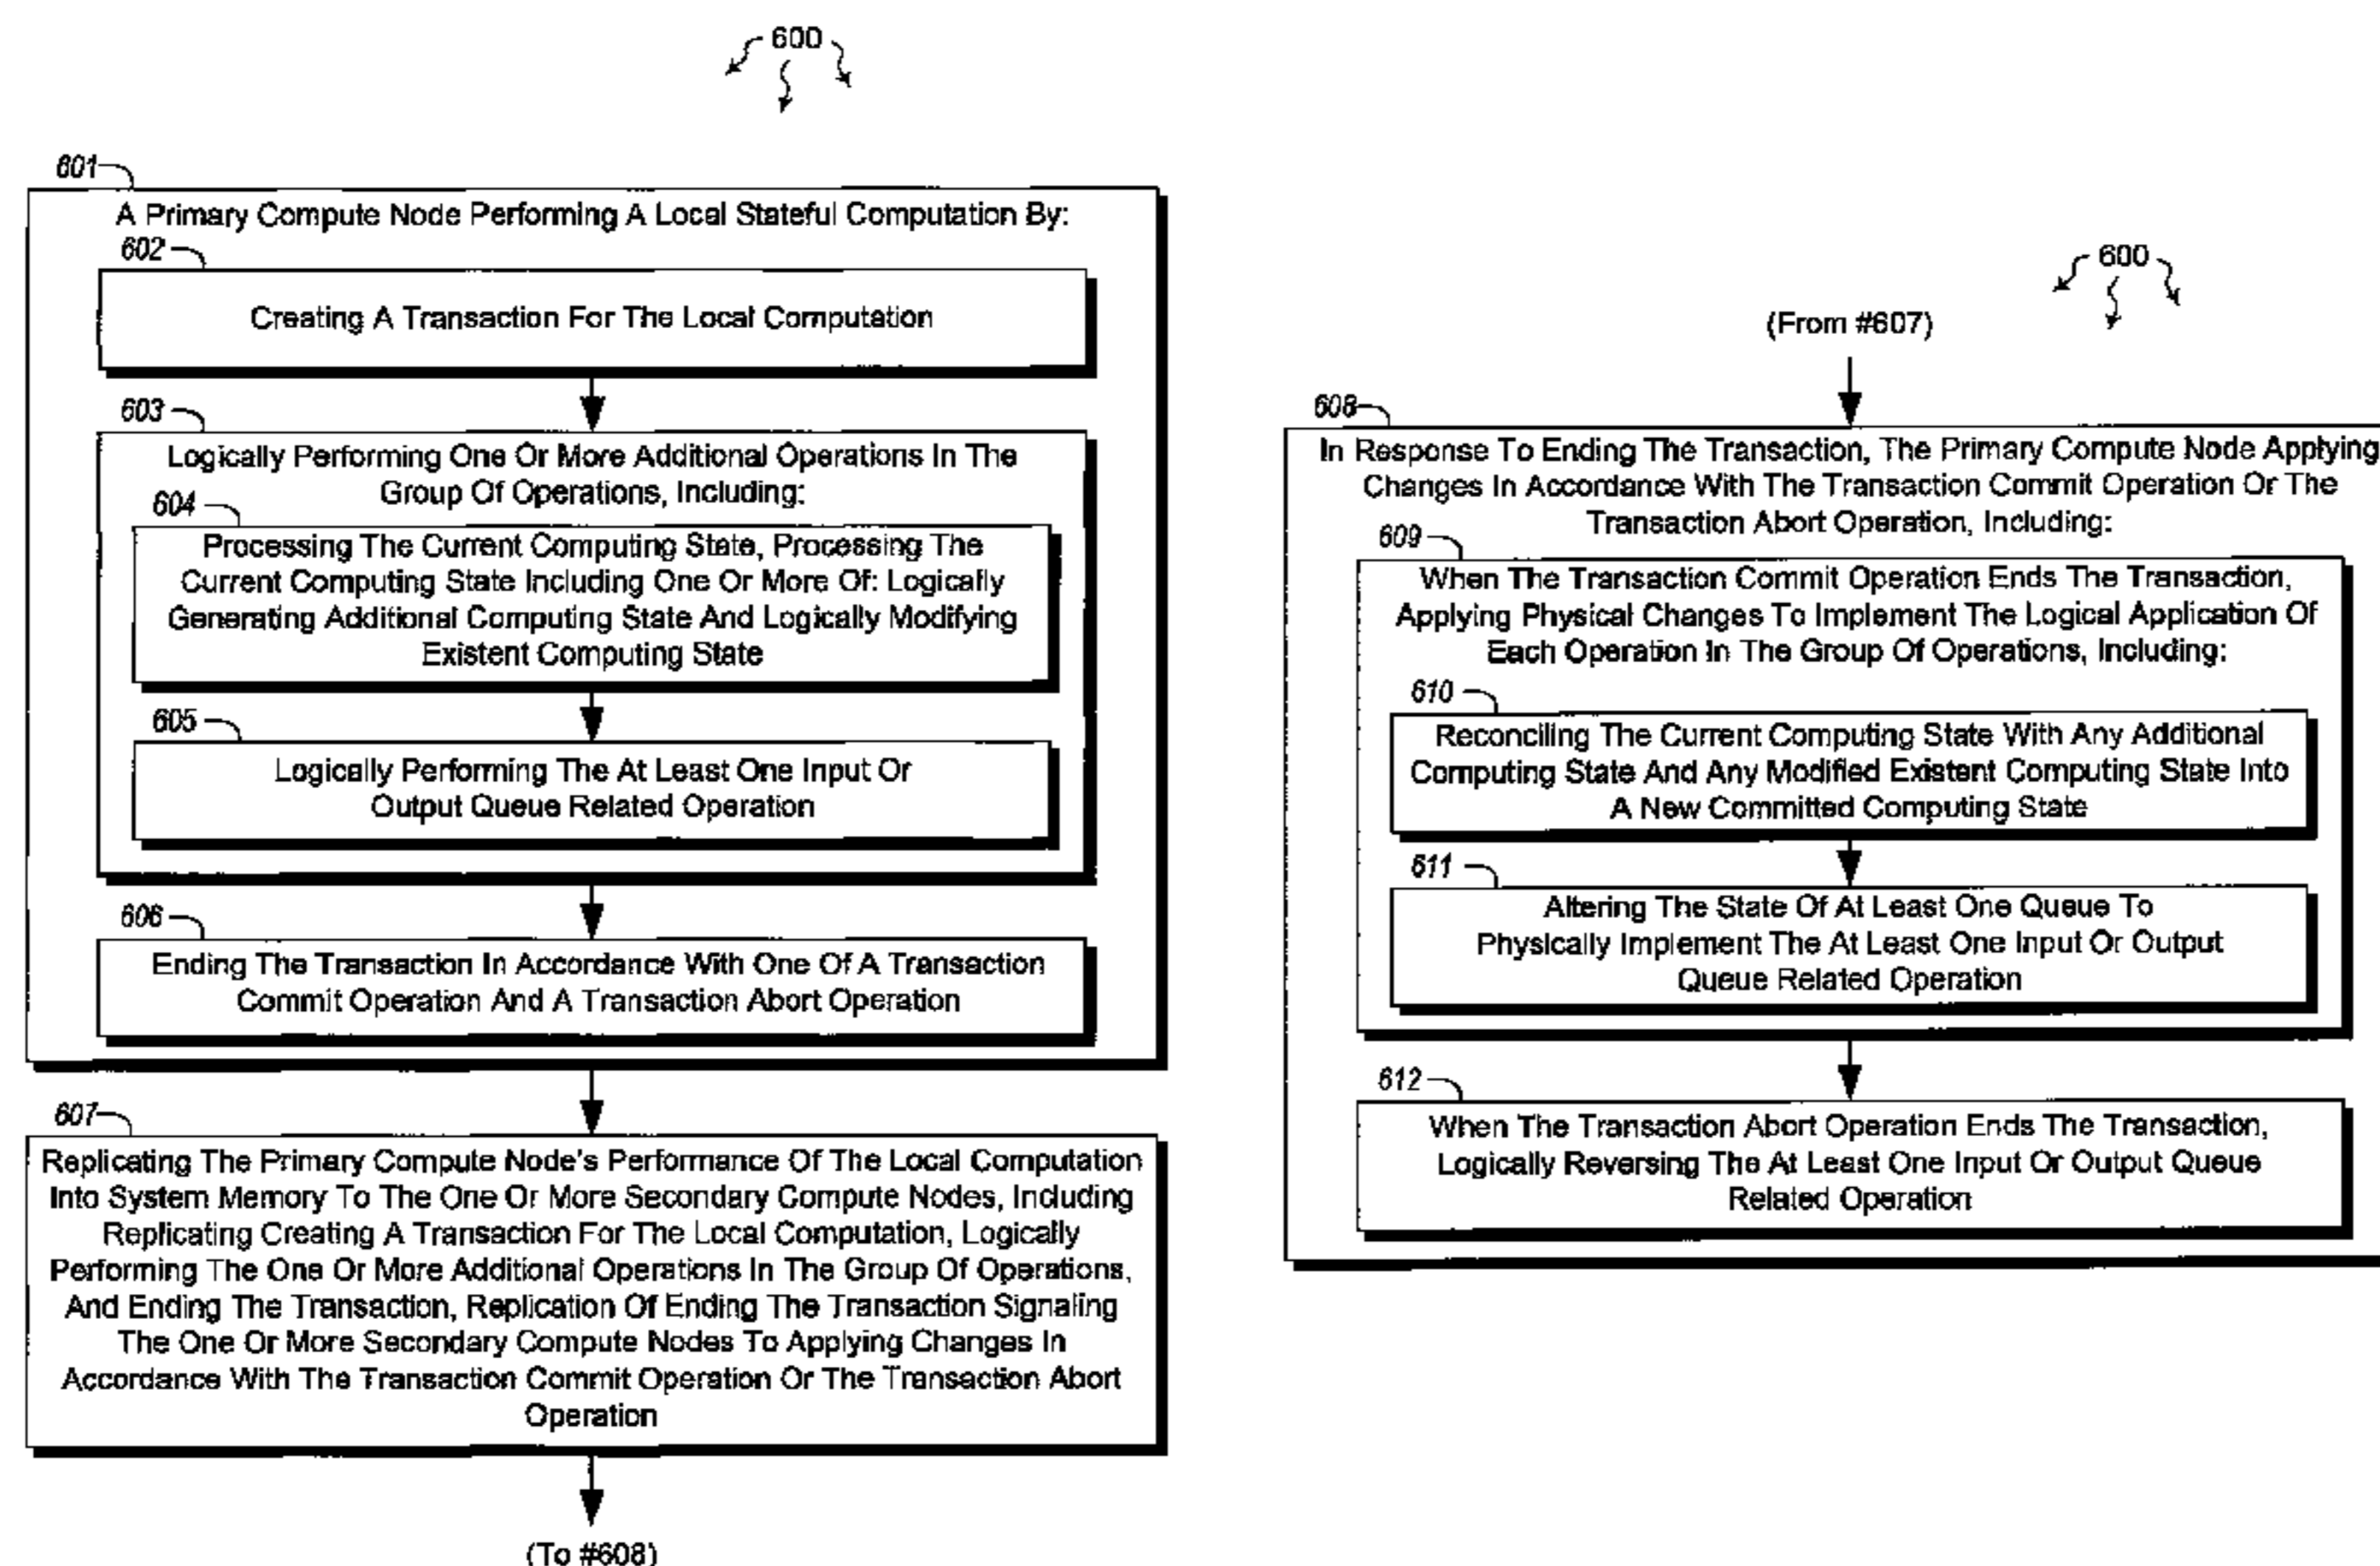 600
601
A Primary Compute Node Performing A Local Stateful Computation By:
602
Creating A Transaction For The Local Computation
603
Logically Performing One Or More Additional Operations In The
Group Of Operations, Including:
604
Processing The Current Computing State, Processing The
Current Computing State Including One Or More Of: Logically
Generating Additional Computing State And Logically Modifying
Existent Computing State
605
Logically Performing The At Least One Input Or
Output Queue Related Operation
606
Ending The Transaction In Accordance With One Of A Transaction
Commit Operation And A Transaction Abort Operation
607
Replicating The Primary Compute Node's Performance Of The Local Computation
Into System Memory To The One Or More Secondary Compute Nodes, Including
Replicating Creating A Transaction For The Local Computation, Logically
Performing The One Or More Additional Operations In The Group Of Operations,
And Ending The Transaction, Replication Of Ending The Transaction Signaling
The One Or More Secondary Compute Nodes To Applying Changes In
Accordance With The Transaction Commit Operation Or The Transaction Abort
Operation
(To #608)
600
(From #607)
608
In Response To Ending The Transaction, The Primary Compute Node Applying
Changes In Accordance With The Transaction Commit Operation Or The
Transaction Abort Operation, Including:
609
When The Transaction Commit Operation Ends The Transaction,
Applying Physical Changes To Implement The Logical Application Of
Each Operation In The Group Of Operations, Including:
610
Reconciling The Current Computing State With Any Additional
Computing State And Any Modified Existent Computing State Into
A New Committed Computing State
611
Altering The State Of At Least One Queue To
Physically Implement The At Least One Input Or Output
Queue Related Operation
612
When The Transaction Abort Operation Ends The Transaction,
Logically Reversing The At Least One Input Or Output Queue
Related Operation